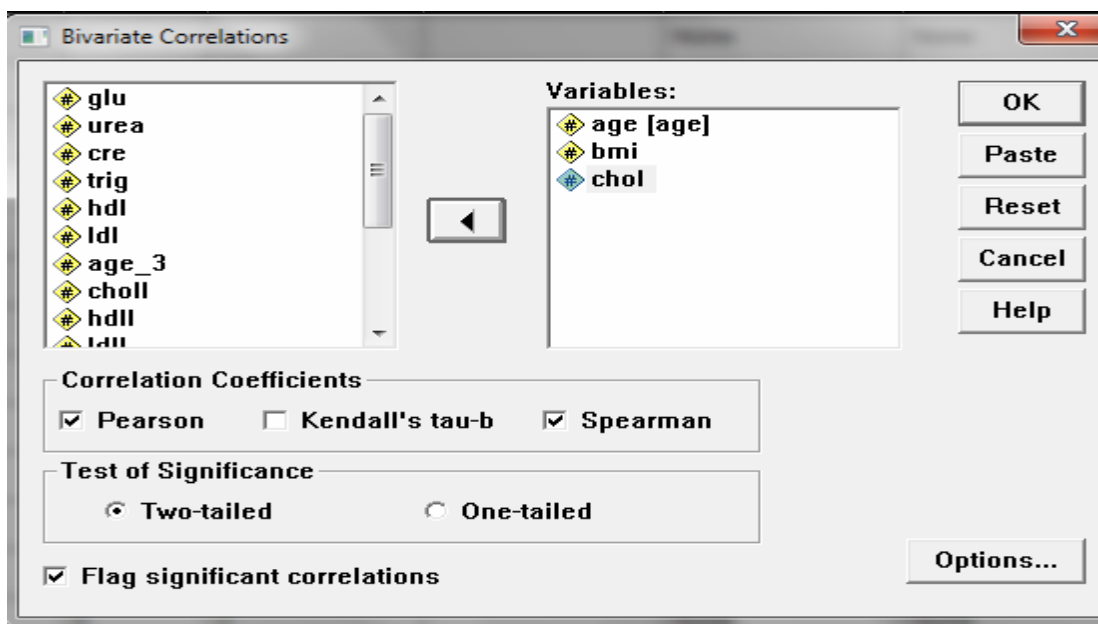 Bivariate Correlations
glu
urea
cre
trig
hdl
ldl
age_3
choll
hdll
ldll
Variables:
age [age]
bmi
chol
OK
Paste
Reset
Cancel
Help
Correlation Coefficients
Pearson
Kendall's tau-b
Spearman
Test of Significance
Two-tailed
One-tailed
Flag significant correlations
Options...